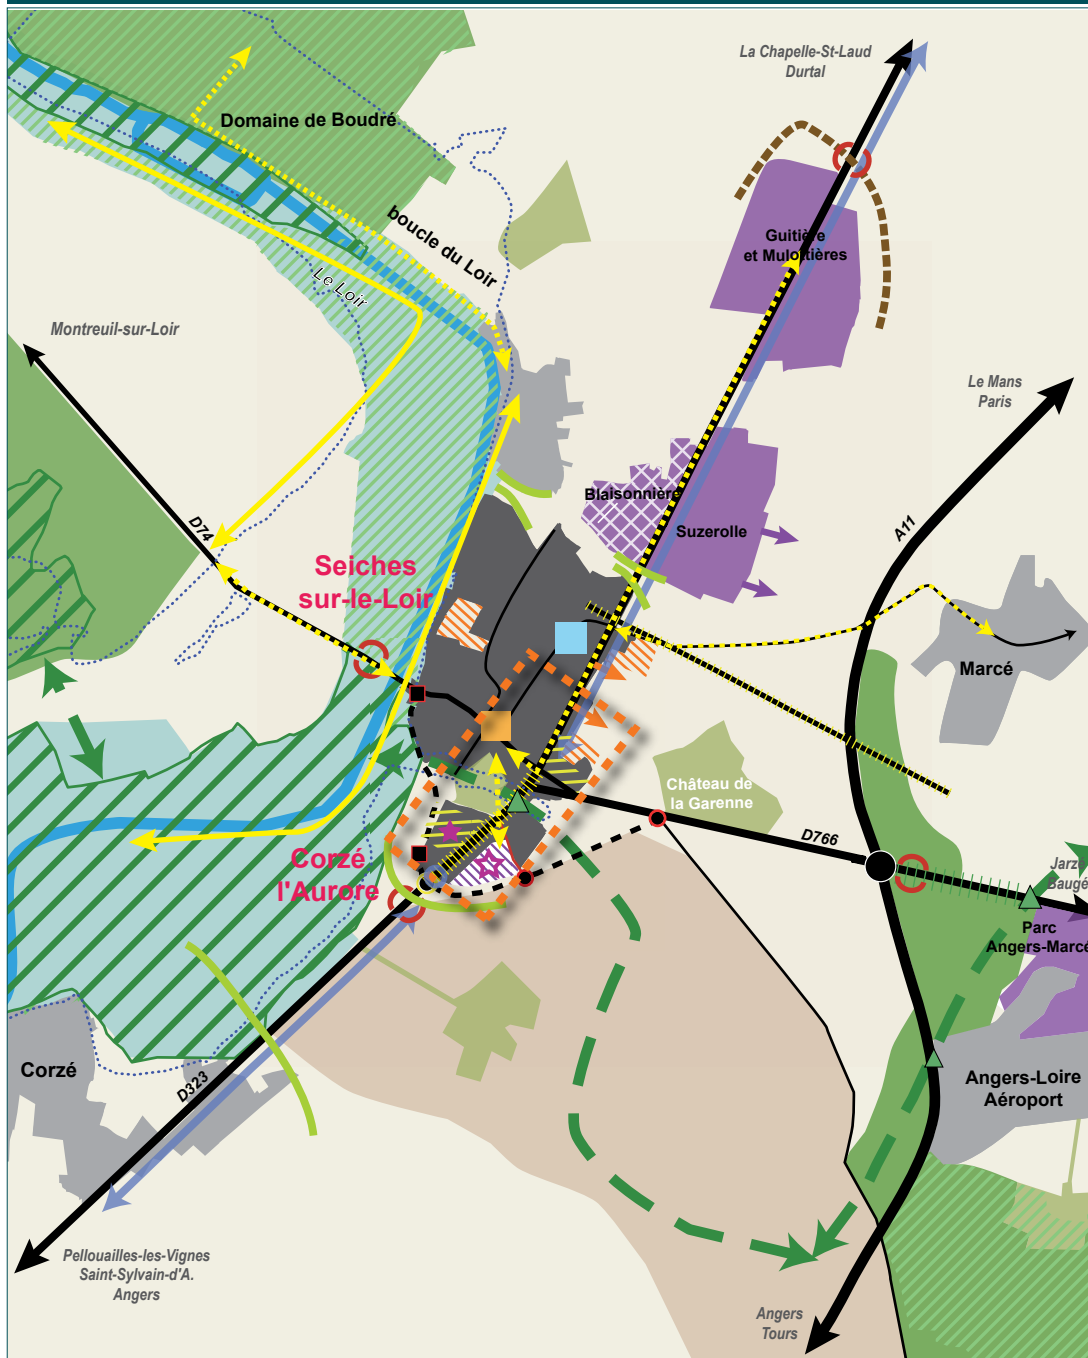 La Chapelle-St-Laud
Durtal
Domaine de Boudré
boucle du Loir
Guitière
et Mulottières
Le Loir
Montreuil-sur-Loir
Le Mans
Paris
Blaisonnière
D74
A11
Suzerolle
Seiches
sur-le-Loir
Marcé
Château de
la Garenne
D766
Corzé
l'Aurore
Jarzé
Baugé
Parc
Angers-Marcé
Corzé
D323
Angers-Loire
Aéroport
Pellouailles-les-Vignes
Saint-Sylvain-d'A.
Angers
Angers
Tours